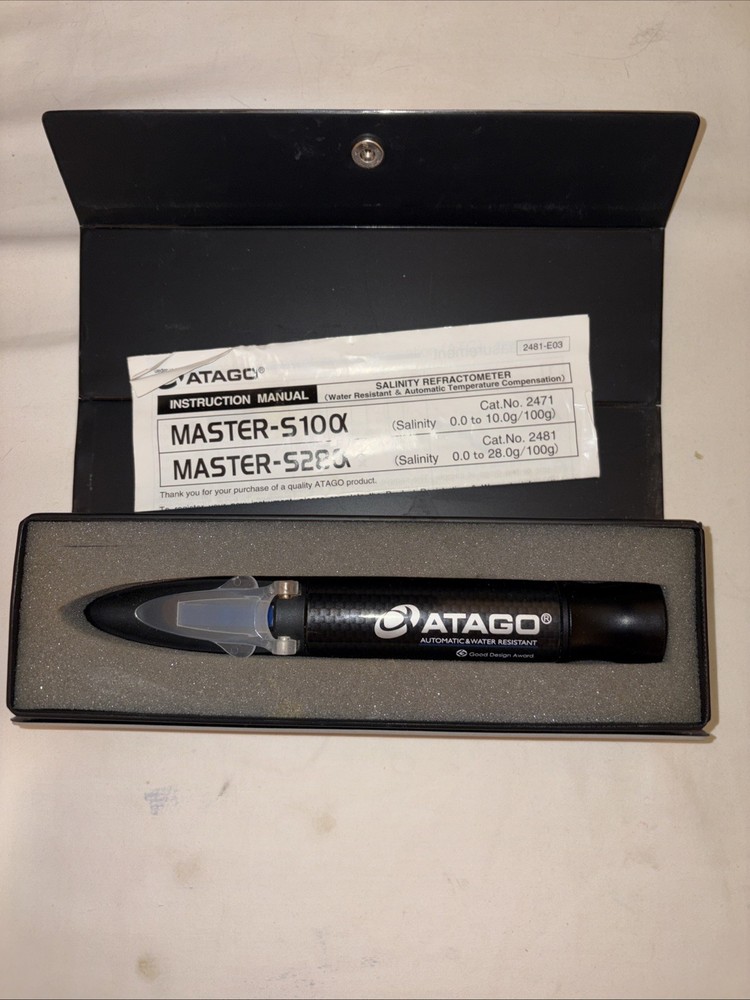 2481-E03
ATAGO®
INSTRUCTION MANUAL
SALINITY REFRACTOMETER
(Water Resistant & Automatic Temperature Compensation)
MASTER-S10α (Salinity 0.0 to 10.0g/100g) Cat.No. 2471
MASTER-S28α (Salinity 0.0 to 28.0g/100g) Cat.No. 2481
Thank you for your purchase of a quality ATAGO product.
ATAGO®
AUTOMATIC & WATER RESISTANT
Good Design Award